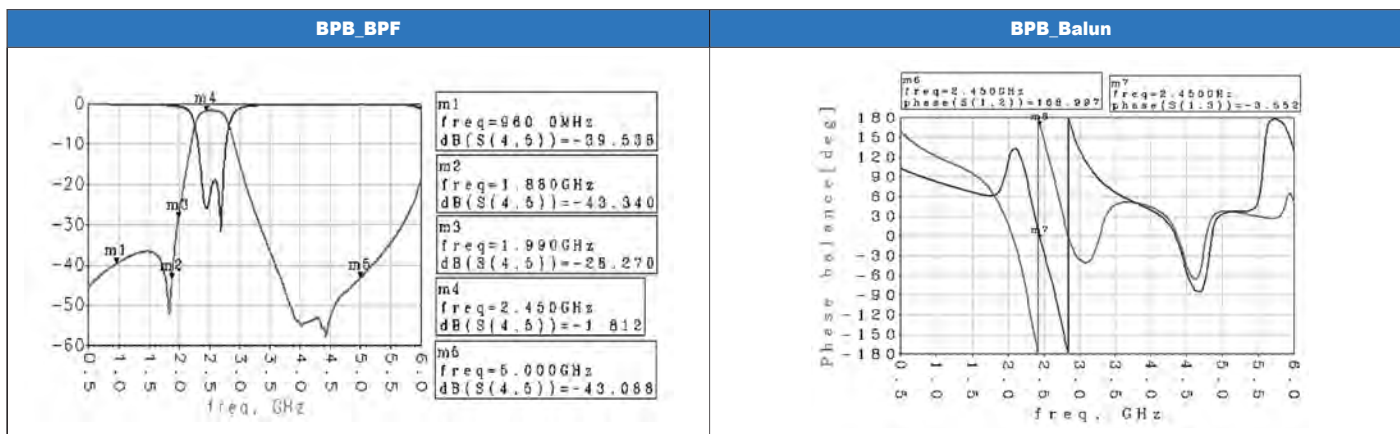 BPB_BPF
BPB_Balun
m1
freq=960.0MHz
dB(S(4,5))=-39.538
m2
freq=1.880GHz
dB(S(4,5))=-43.340
m3
freq=1.990GHz
dB(S(4,5))=-28.270
m4
freq=2.450GHz
dB(S(4,5))=-1.812
m5
freq=5.000GHz
dB(S(4,5))=-43.088
0
-10
-20
-30
-40
-50
-60
m4
m3
m1
m2
m5
0.5 1.0 1.5 2.0 2.5 3.0 3.5 4.0 4.5 5.0 5.5 6.0
freq, GHz
m6
freq=2.450GHz
phase(S(1,2))=168.997
m7
freq=2.450GHz
phase(S(1,3))=-3.552
Phase balance[deg]
180
150
120
90
60
30
0
-30
-60
-90
-120
-150
-180
m6
m7
0.5 1.0 1.5 2.0 2.5 3.0 3.5 4.0 4.5 5.0 5.5 6.0
freq, GHz